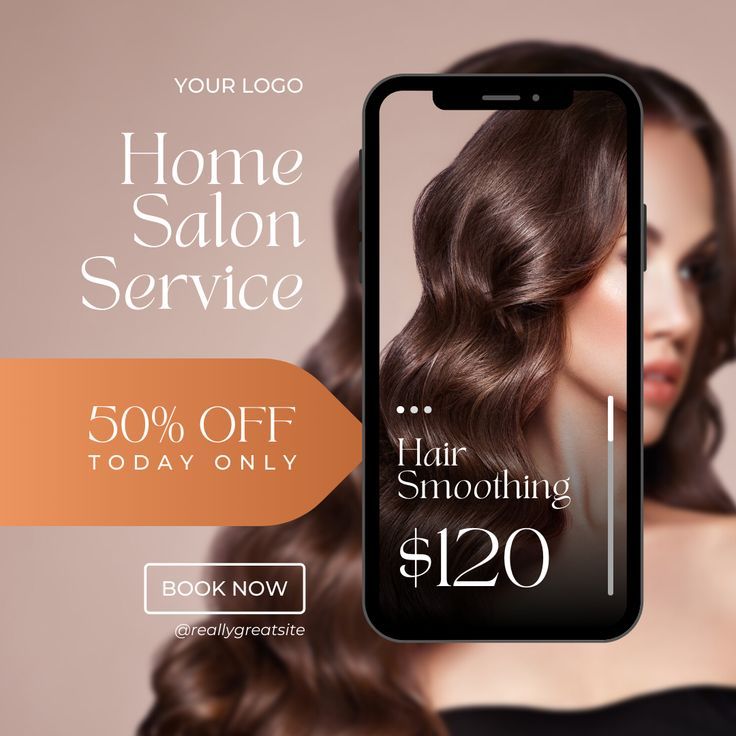 YOUR LOGO
Home
Salon
Service
50% OFF
TODAY ONLY
BOOK NOW
@reallygreatsite
Hair
Smoothing
$120